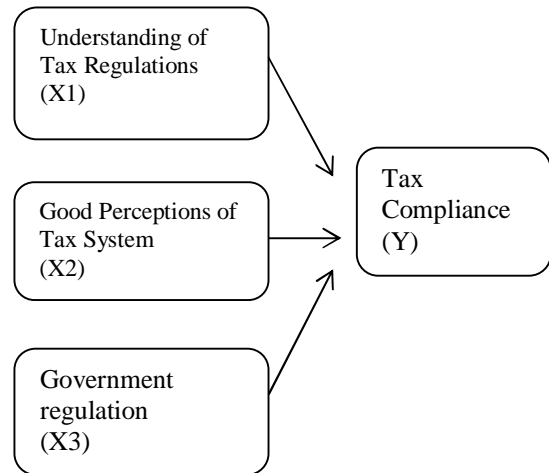 Understanding of
Tax Regulations
(X1)
Good Perceptions of
Tax System
(X2)
Government
regulation
(X3)
Tax
Compliance
(Y)